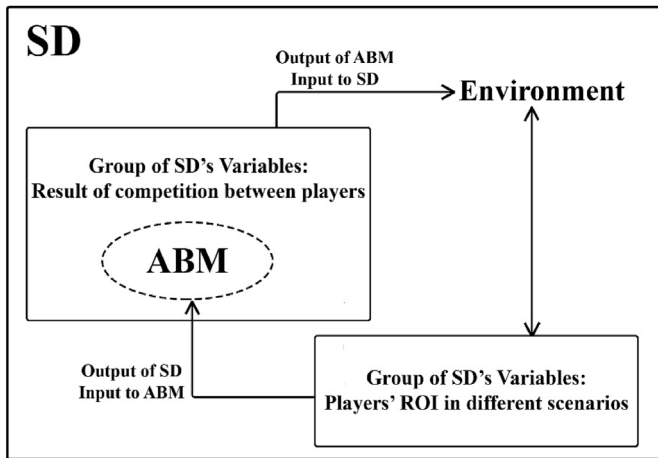 SD
Output of ABM
Input to SD
Environment
Group of SD's Variables:
Result of competition between players
ABM
Output of SD
Input to ABM
Group of SD's Variables:
Players' ROI in different scenarios